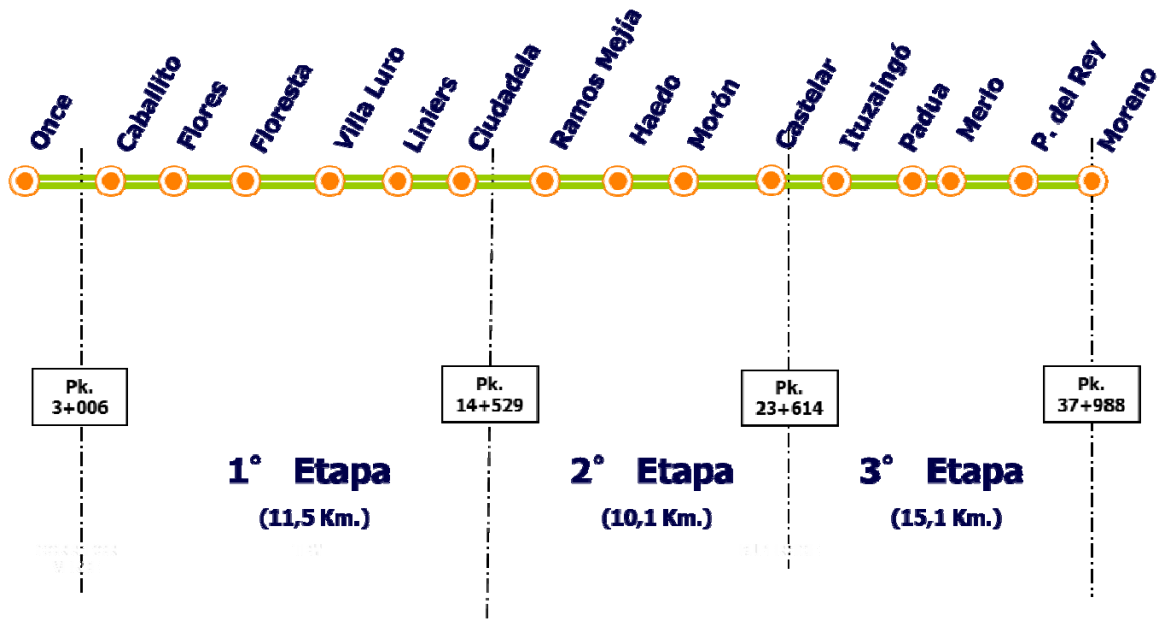 Once
Caballito
Flores
Floresta
Villa Luro
Liniers
Ciudadela
Ramos Mejía
Haedo
Morón
Castelar
Ituzaingó
Padua
Merlo
P. del Rey
Moreno
Pk.
3+006
Pk.
14+529
Pk.
23+614
Pk.
37+988
1° Etapa
(11,5 Km.)
2° Etapa
(10,1 Km.)
3° Etapa
(15,1 Km.)